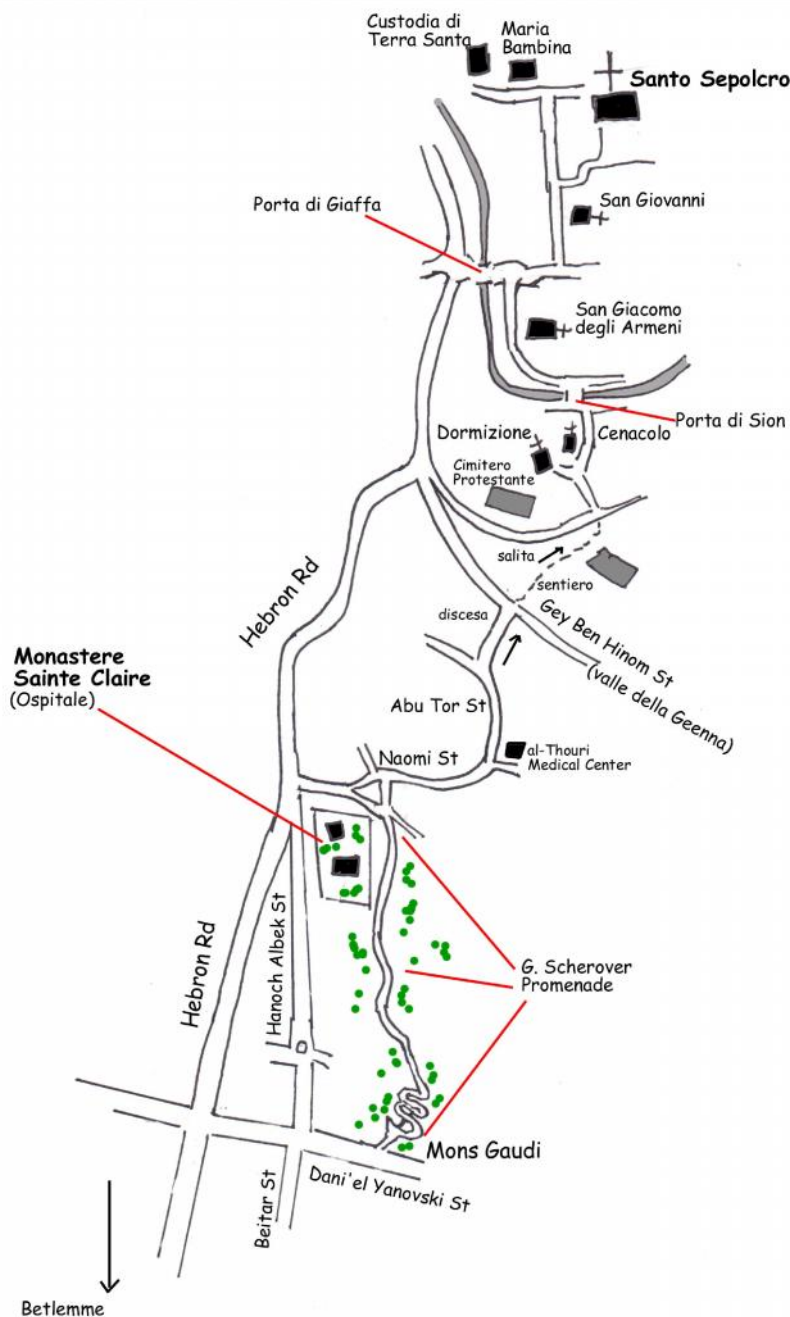 Custodia di
Terra Santa
Maria
Bambina
Santo Sepolcro
San Giovanni
Porta di Giaffa
San Giacomo
degli Armeni
Porta di Sion
Dormizione
Cenacolo
Cimitero
Protestante
salita
sentiero
Hebron Rd
discesa
Gey Ben Hinom St
(valle della Geenna)
Monastere
Sainte Claire
(Ospitale)
Abu Tor St
Naomi St
al-Thouri
Medical Center
Hebron Rd
Hanoch Albek St
G. Scherover
Promenade
Mons Gaudi
Beitar St
Dani'el Yanovski St
Betlemme